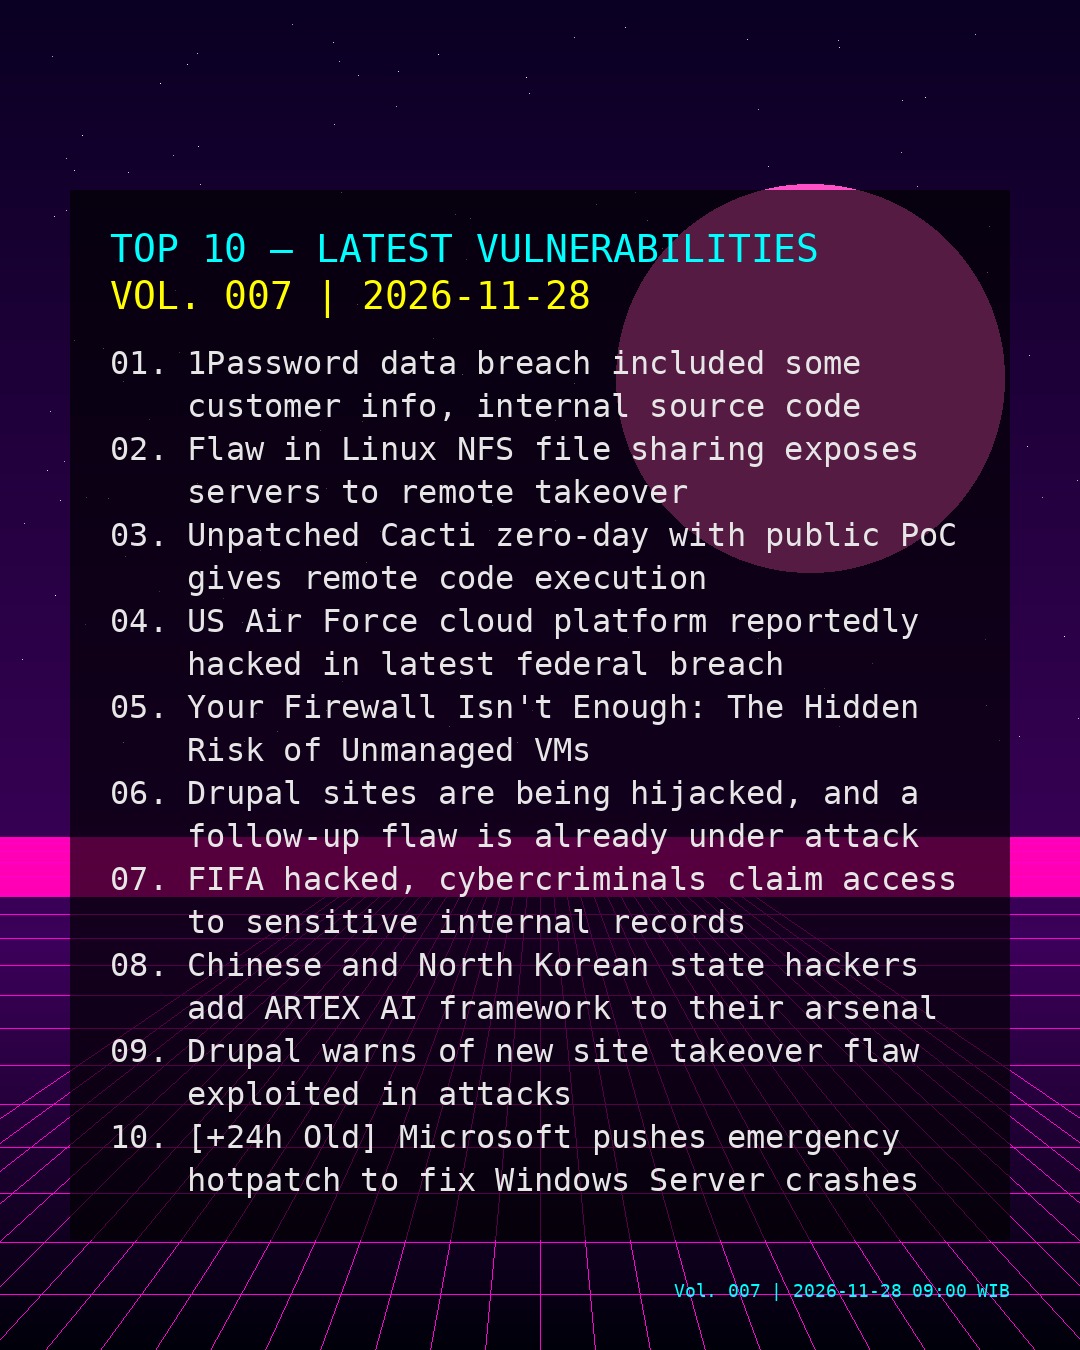 TOP 10 — LATEST VULNERABILITIES
VOL. 007 | 2026-11-28
01. 1Password data breach included some
customer info, internal source code
02. Flaw in Linux NFS file sharing exposes
servers to remote takeover
03. Unpatched Cacti zero-day with public PoC
gives remote code execution
04. US Air Force cloud platform reportedly
hacked in latest federal breach
05. Your Firewall Isn't Enough: The Hidden
Risk of Unmanaged VMs
06. Drupal sites are being hijacked, and a
follow-up flaw is already under attack
07. FIFA hacked, cybercriminals claim access
to sensitive internal records
08. Chinese and North Korean state hackers
add ARTEX AI framework to their arsenal
09. Drupal warns of new site takeover flaw
exploited in attacks
10. [+24h Old] Microsoft pushes emergency
hotpatch to fix Windows Server crashes
Vol. 007 | 2026-11-28 09:00 WIB